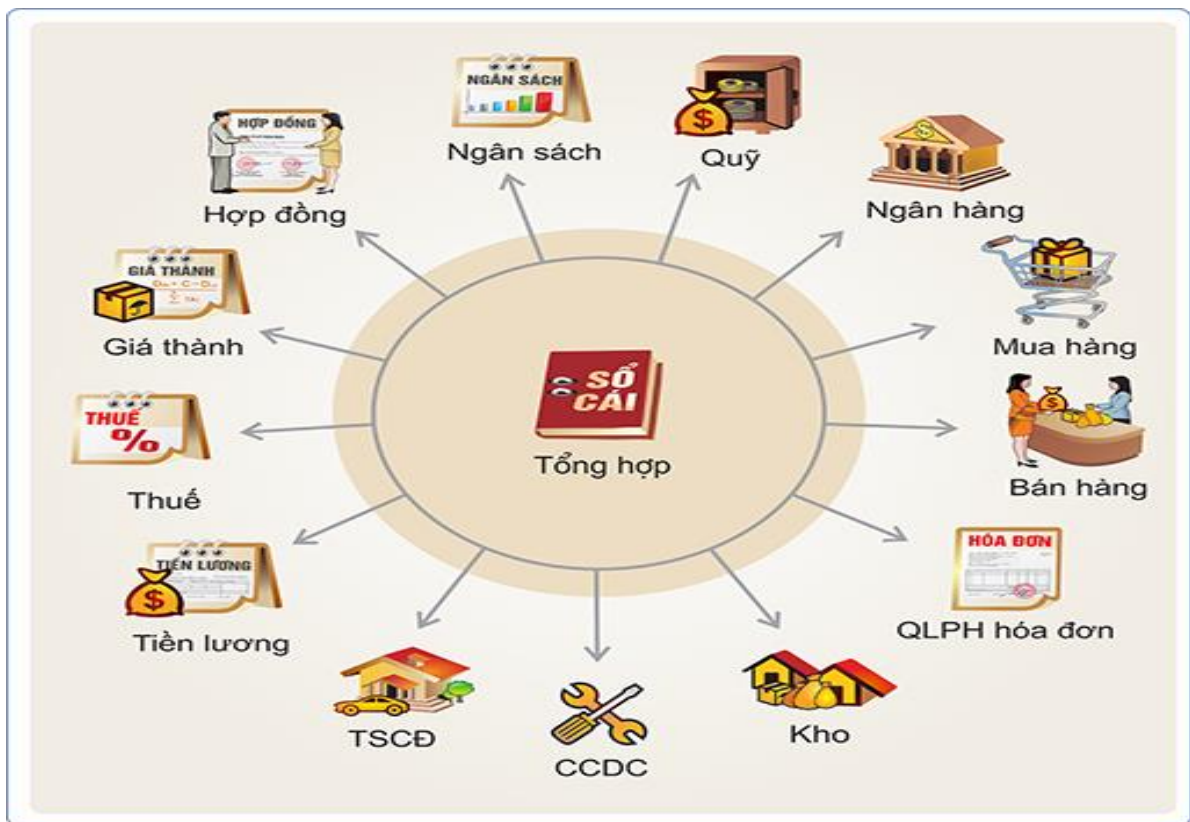 NGÂN SÁCH
Ngân sách
Quỹ
Ngân hàng
Mua hàng
Bán hàng
HÓA ĐƠN
QLPH hóa đơn
Kho
CCDC
TSCĐ
TIỀN LƯƠNG
Tiền lương
THUẾ
%
Thuế
GIÁ THÀNH
Giá thành
HỢP ĐỒNG
Hợp đồng
SỔ
CÁI
Tổng hợp